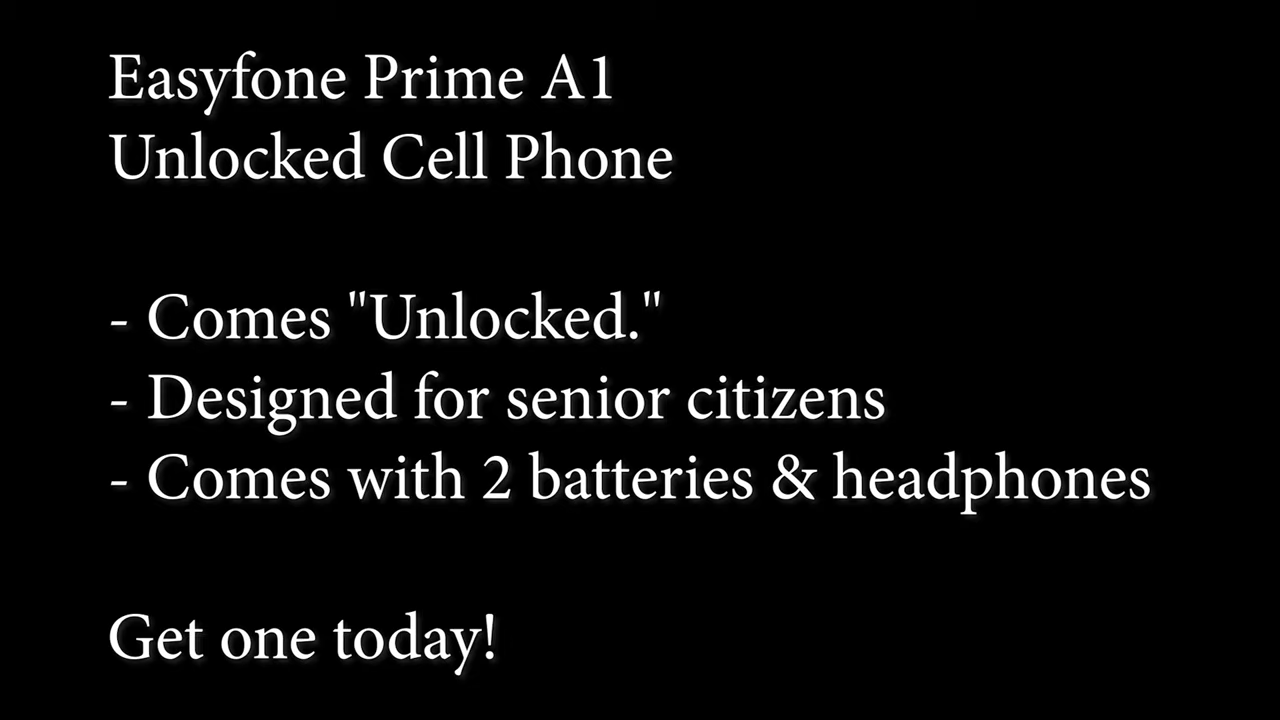 Easyfone Prime A1
Unlocked Cell Phone
- Comes "Unlocked."
- Designed for senior citizens
- Comes with 2 batteries & headphones
Get one today!